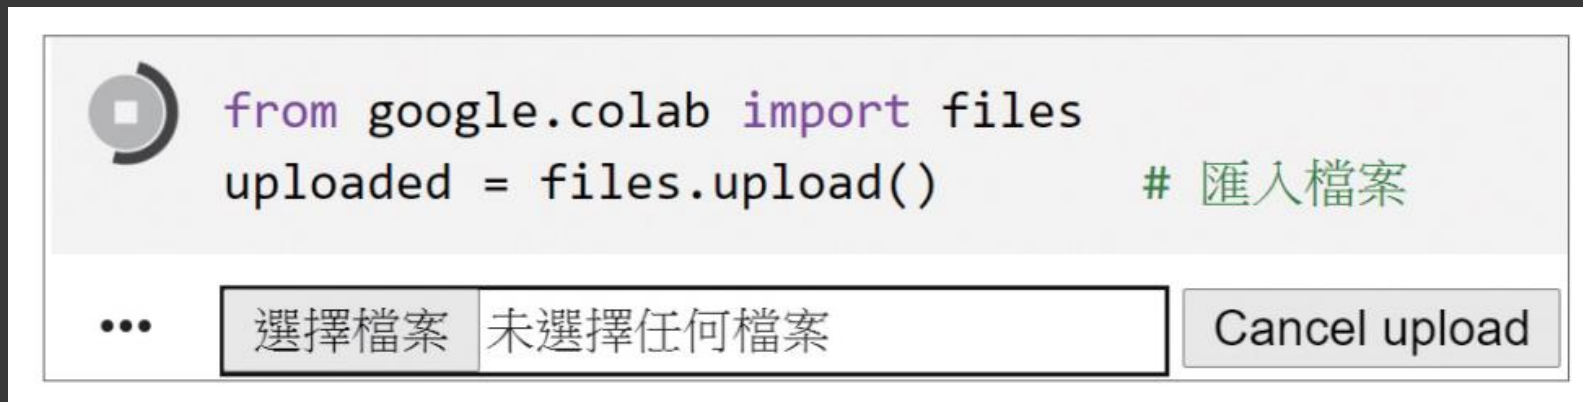 from google.colab import files
uploaded = files.upload() # 匯入檔案
••• 選擇檔案 未選擇任何檔案 Cancel upload